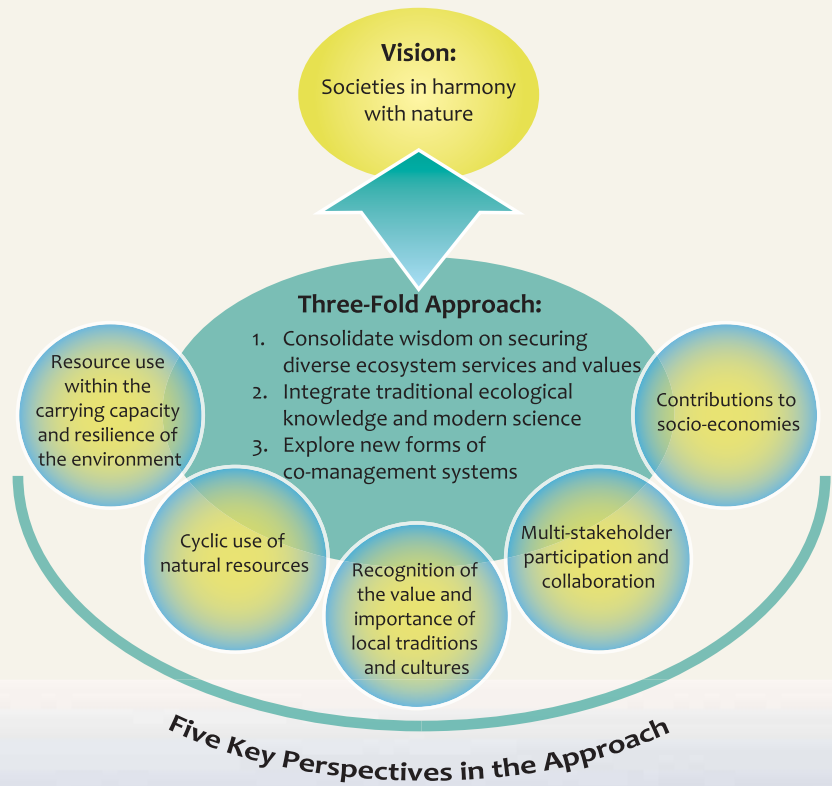 Vision:
Societies in harmony
with nature
Three-Fold Approach:
1. Consolidate wisdom on securing
diverse ecosystem services and values
2. Integrate traditional ecological
knowledge and modern science
3. Explore new forms of
co-management systems
Resource use
within the
carrying capacity
and resilience of
the environment
Cyclic use of
natural resources
Recognition of
the value and
importance of
local traditions
and cultures
Multi-stakeholder
participation and
collaboration
Contributions to
socio-economies
Five Key Perspectives in the Approach